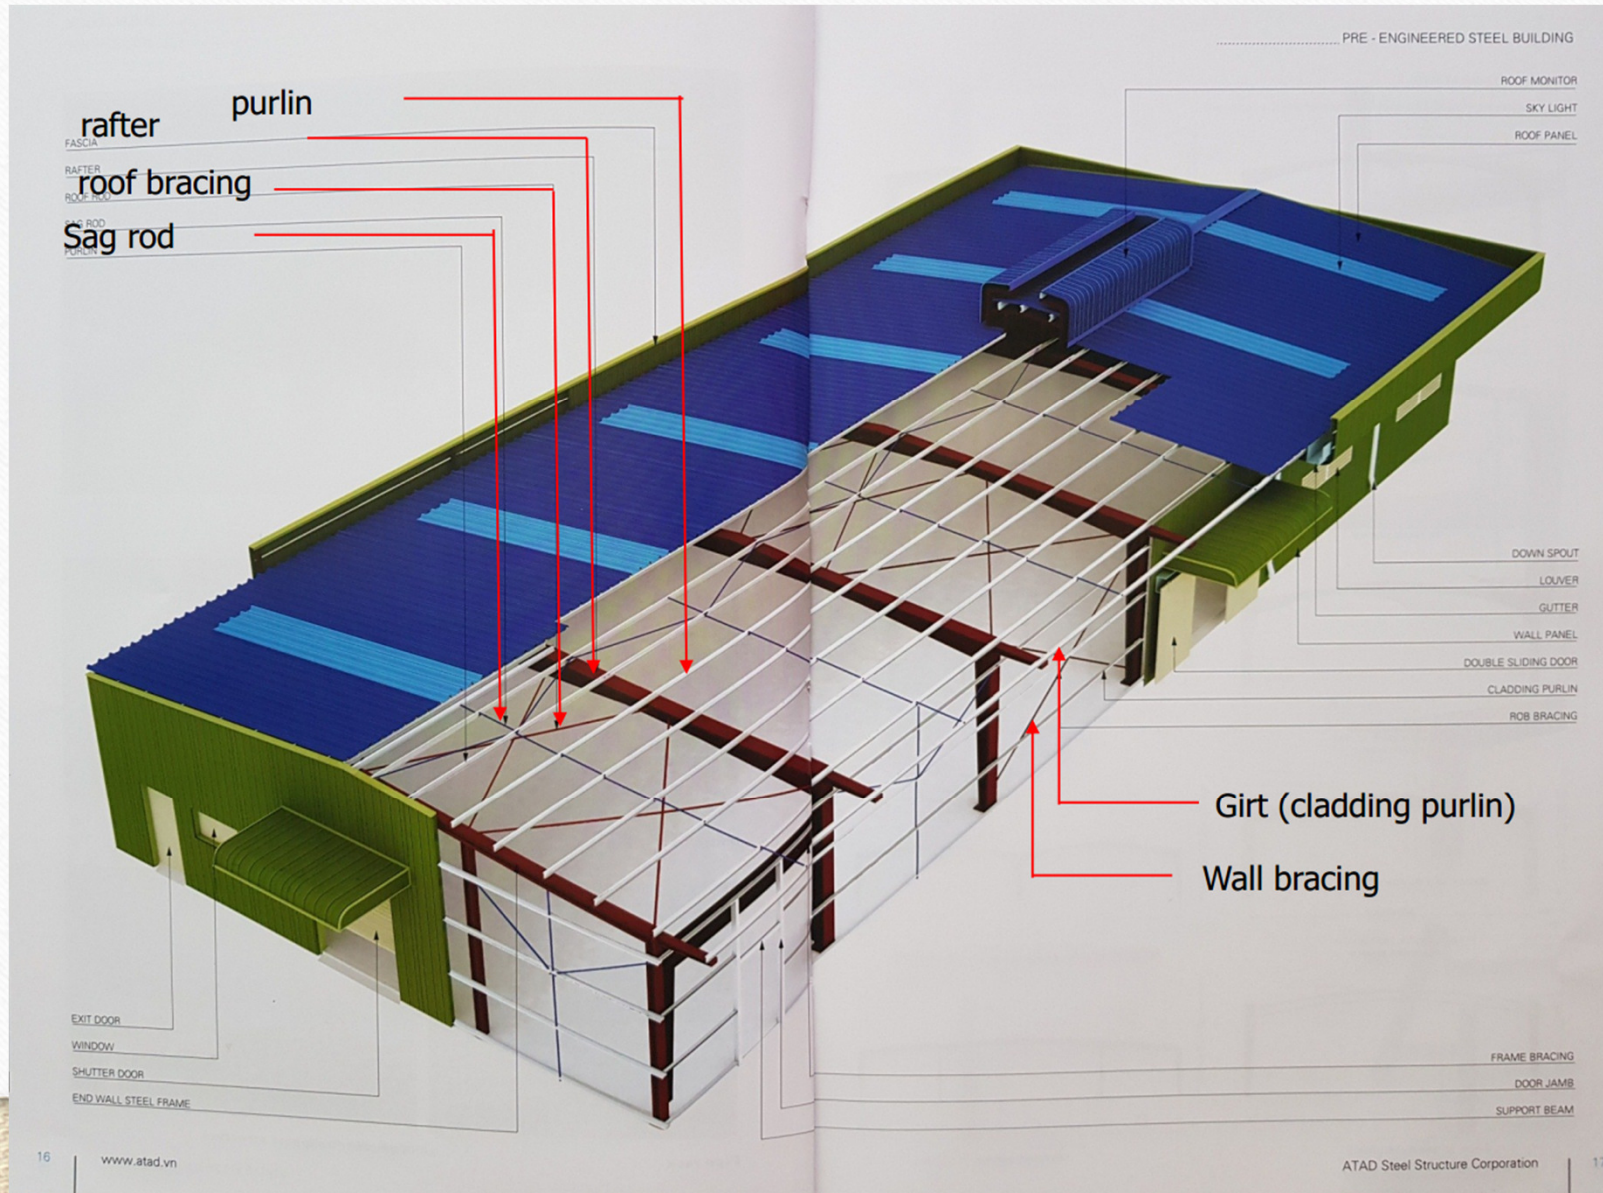 PRE - ENGINEERED STEEL BUILDING
purlin
rafter
FASCIA
RAFTER
roof bracing
ROOF ROD
SAG ROD
Sag rod
PURLIN
ROOF MONITOR
SKY LIGHT
ROOF PANEL
DOWN SPOUT
LOUVER
GUTTER
WALL PANEL
DOUBLE SLIDING DOOR
CLADDING PURLIN
ROB BRACING
Girt (cladding purlin)
Wall bracing
EXIT DOOR
WINDOW
SHUTTER DOOR
END WALL STEEL FRAME
FRAME BRACING
DOOR JAMB
SUPPORT BEAM
16
www.atad.vn
ATAD Steel Structure Corporation
17